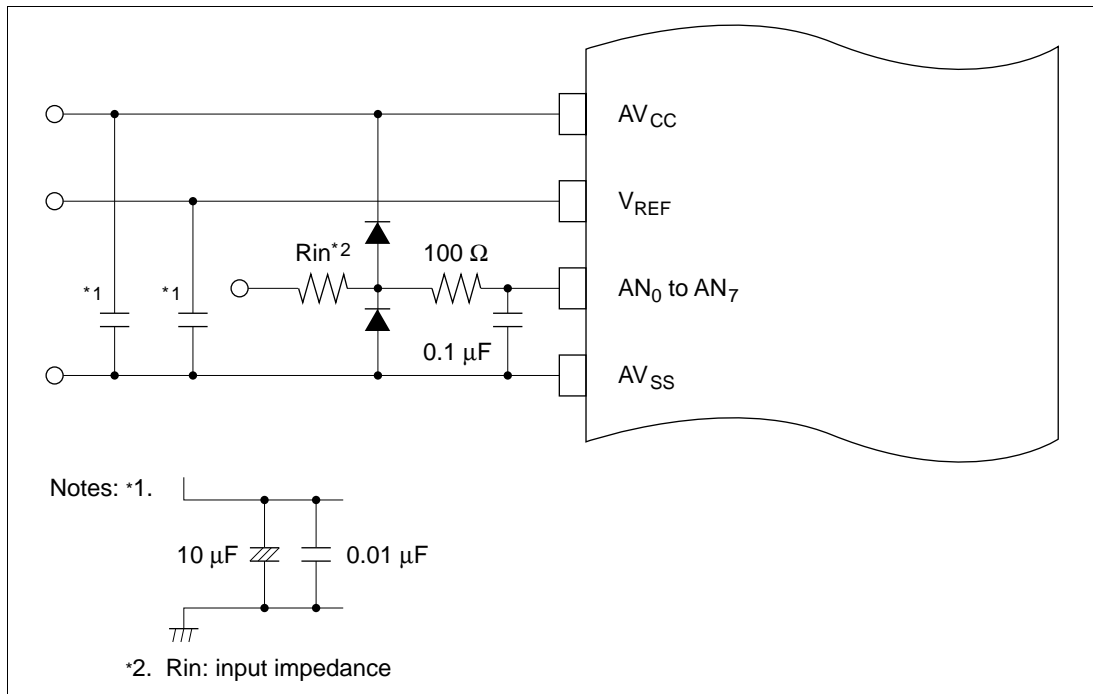 AVCC
VREF
Rin*2
100 Ω
*1
*1
AN0 to AN7
0.1 μF
AVSS
Notes: *1.
10 μF
0.01 μF
*2. Rin: input impedance